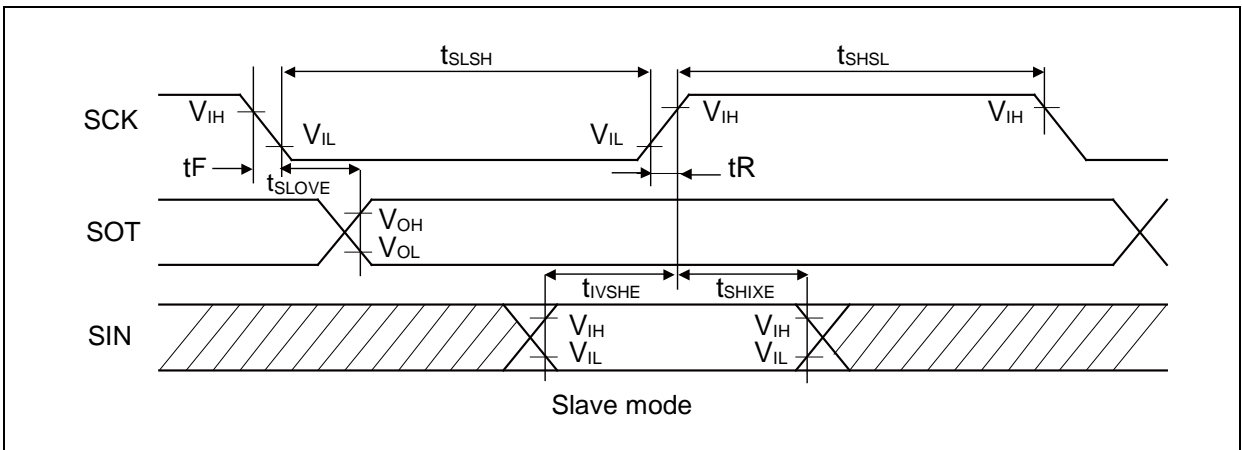 tSLSH tSHSL
SCK VIH VIL VIL VIH VIH
tF tSLOVE tR
SOT VOH
VOL
tIVSHE tSHIXE
SIN VIH VIH
VIL VIL
Slave mode